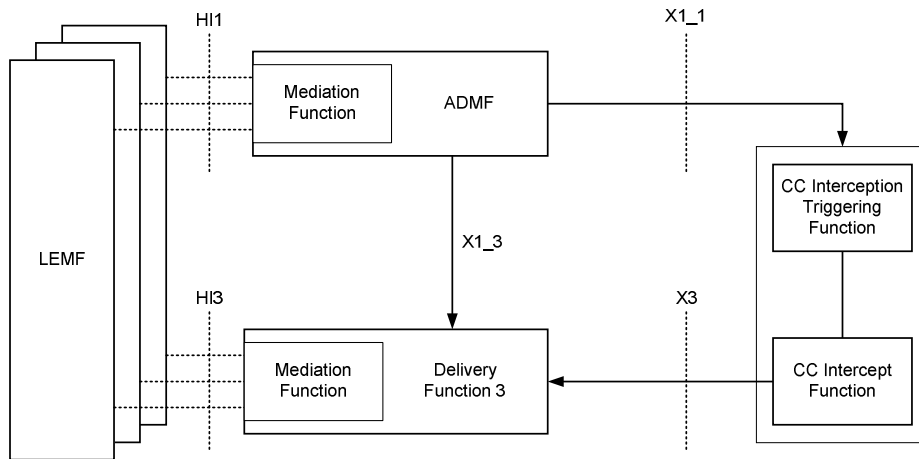 HI1
X1_1
Mediation
Function
ADMF
CC Interception
Triggering
Function
LEMF
X1_3
HI3
X3
Mediation
Function
Delivery
Function 3
CC Intercept
Function